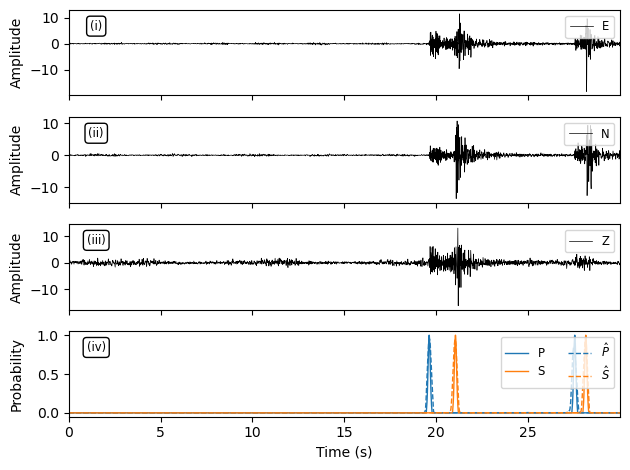 Amplitude
10
0
−10
(i)
E
Amplitude
10
0
−10
(ii)
N
Amplitude
10
0
−10
(iii)
Z
Probability
1.0
0.5
0.0
(iv)
P
S
P̂
Ŝ
0 5 10 15 20 25
Time (s)